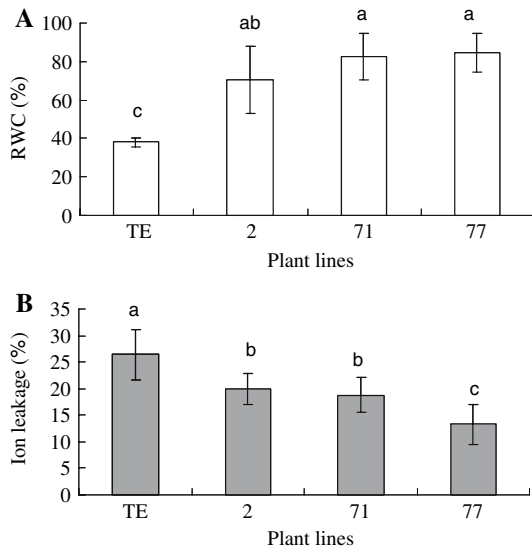 A
100
80
60
40
20
0
RWC (%)
c
ab
a
a
TE 2 71 77
Plant lines
B
35
30
25
20
15
10
5
0
Ion leakage (%)
a
b
b
c
TE 2 71 77
Plant lines